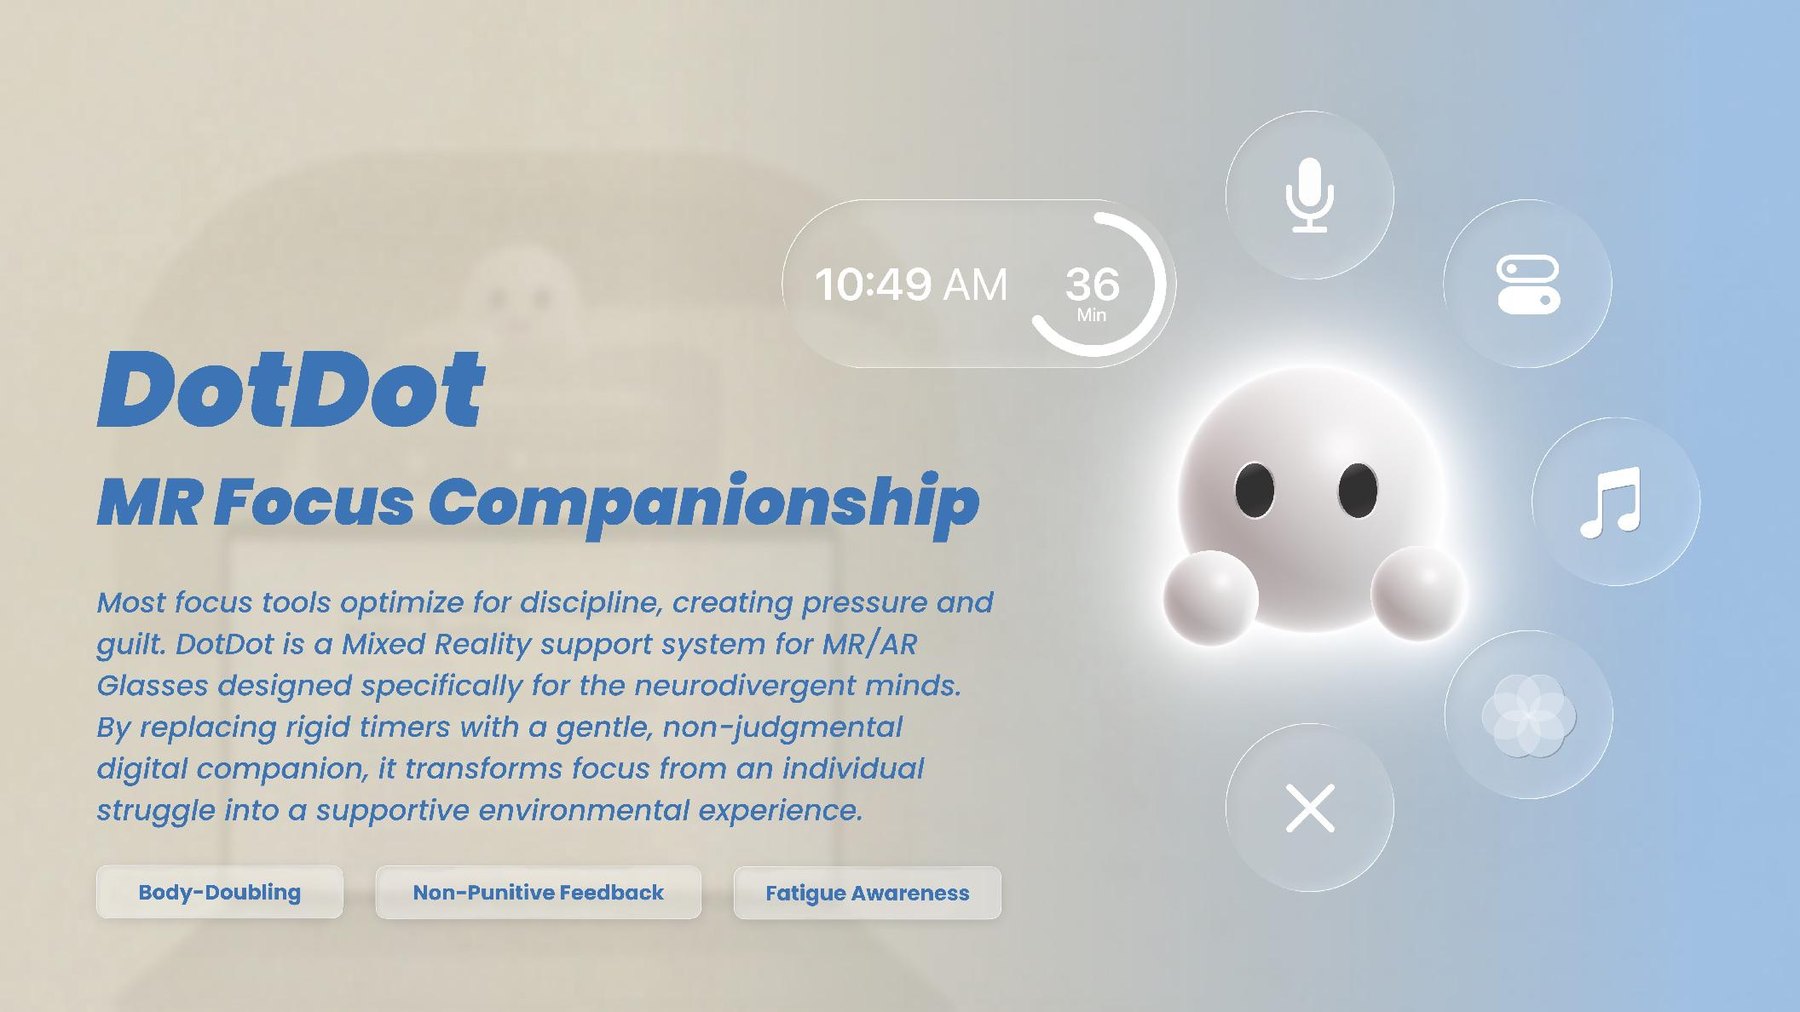 DotDot
MR Focus Companionship
Most focus tools optimize for discipline, creating pressure and
guilt. DotDot is a Mixed Reality support system for MR/AR
Glasses designed specifically for the neurodivergent minds.
By replacing rigid timers with a gentle, non-judgmental
digital companion, it transforms focus from an individual
struggle into a supportive environmental experience.
Body-Doubling
Non-Punitive Feedback
Fatigue Awareness
10:49 AM
36
Min